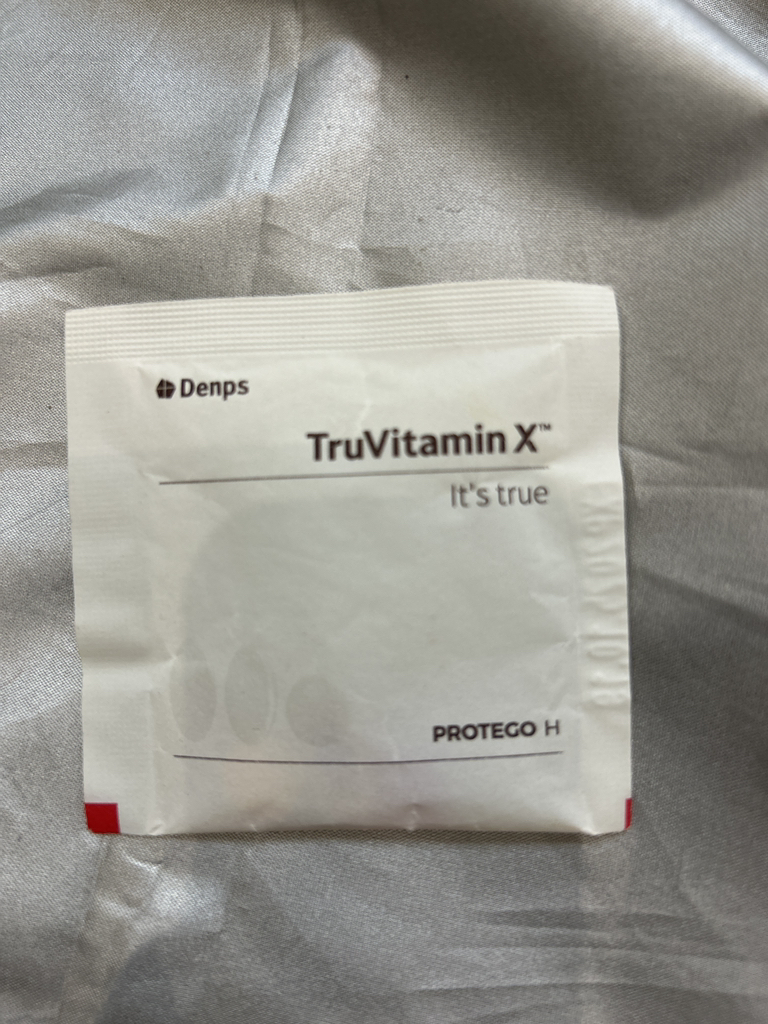 Denps
TruVitamin X™
It's true
PROTEGO H